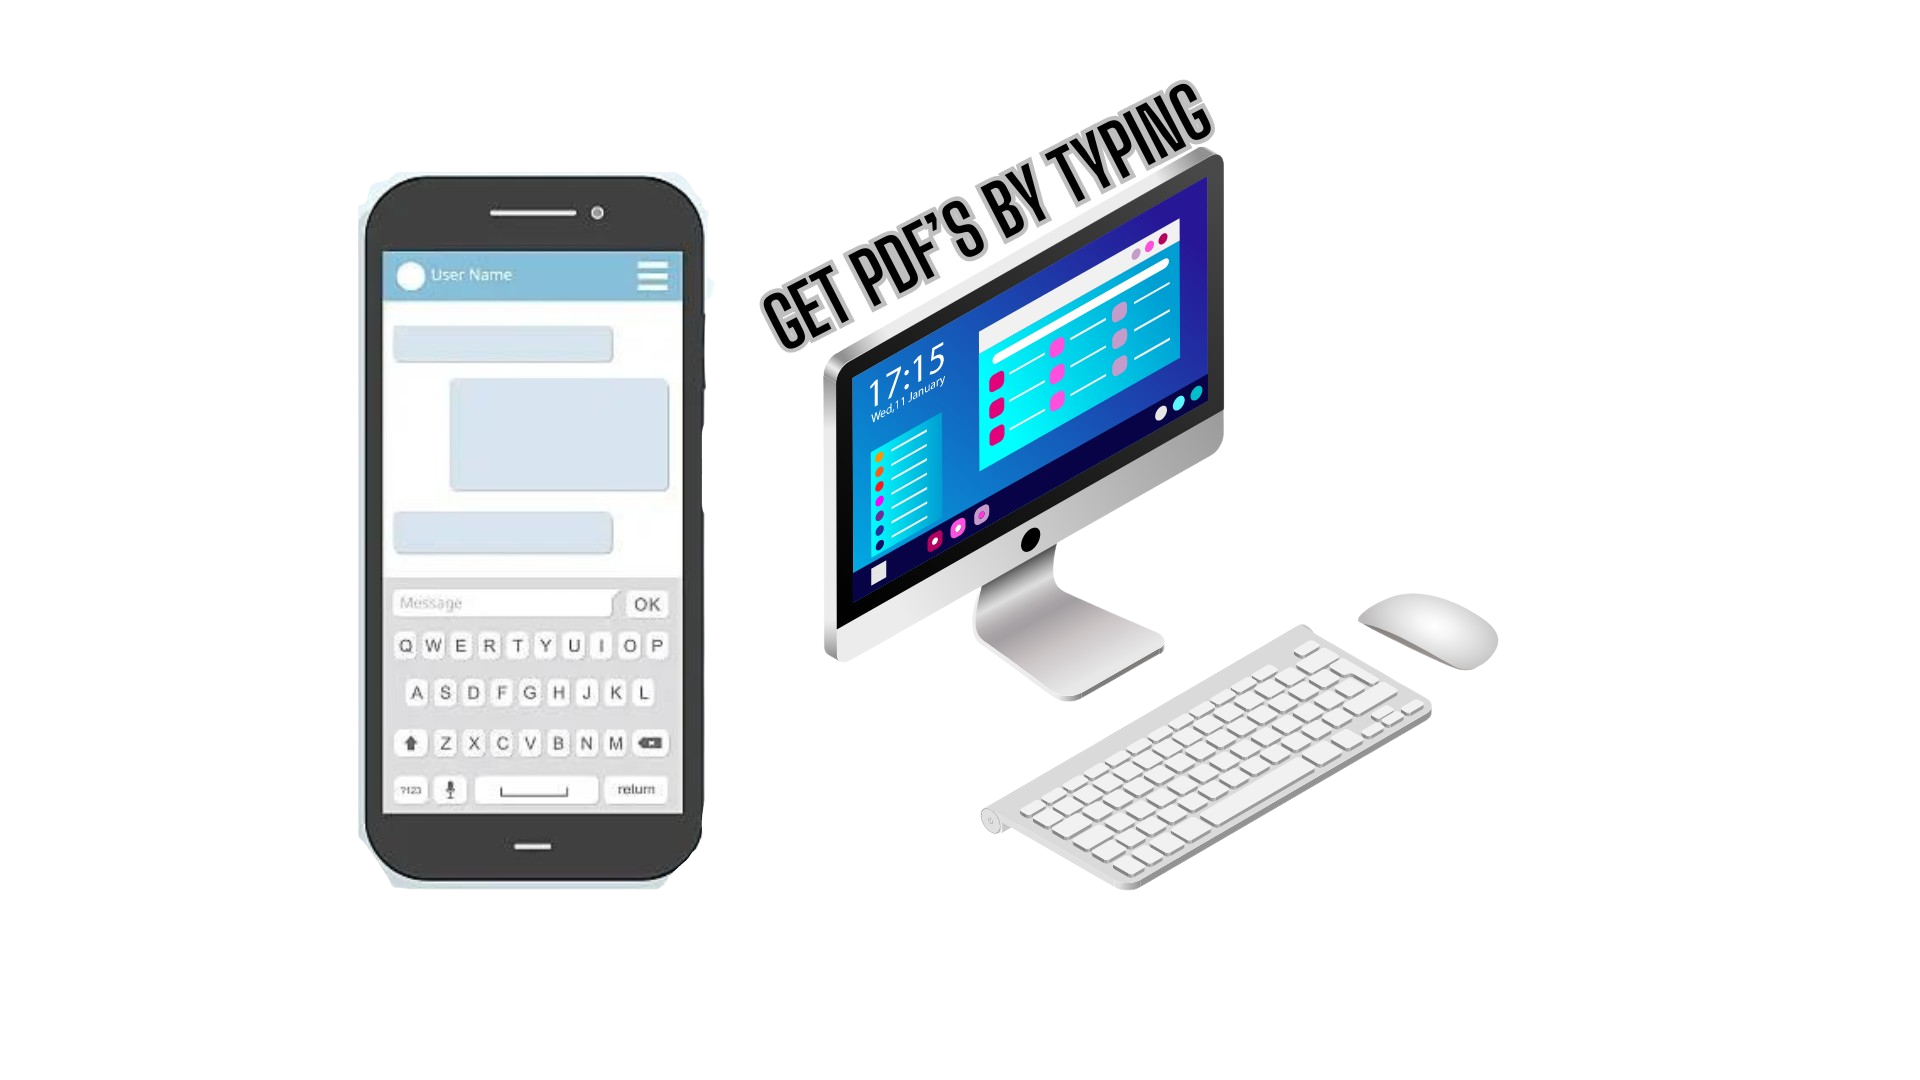 GET PDF'S BY TYPING
User Name
Message
OK
Q W E R T Y U I O P
A S D F G H J K L
Z X C V B N M
?123
return
17:15
Wed,11 January